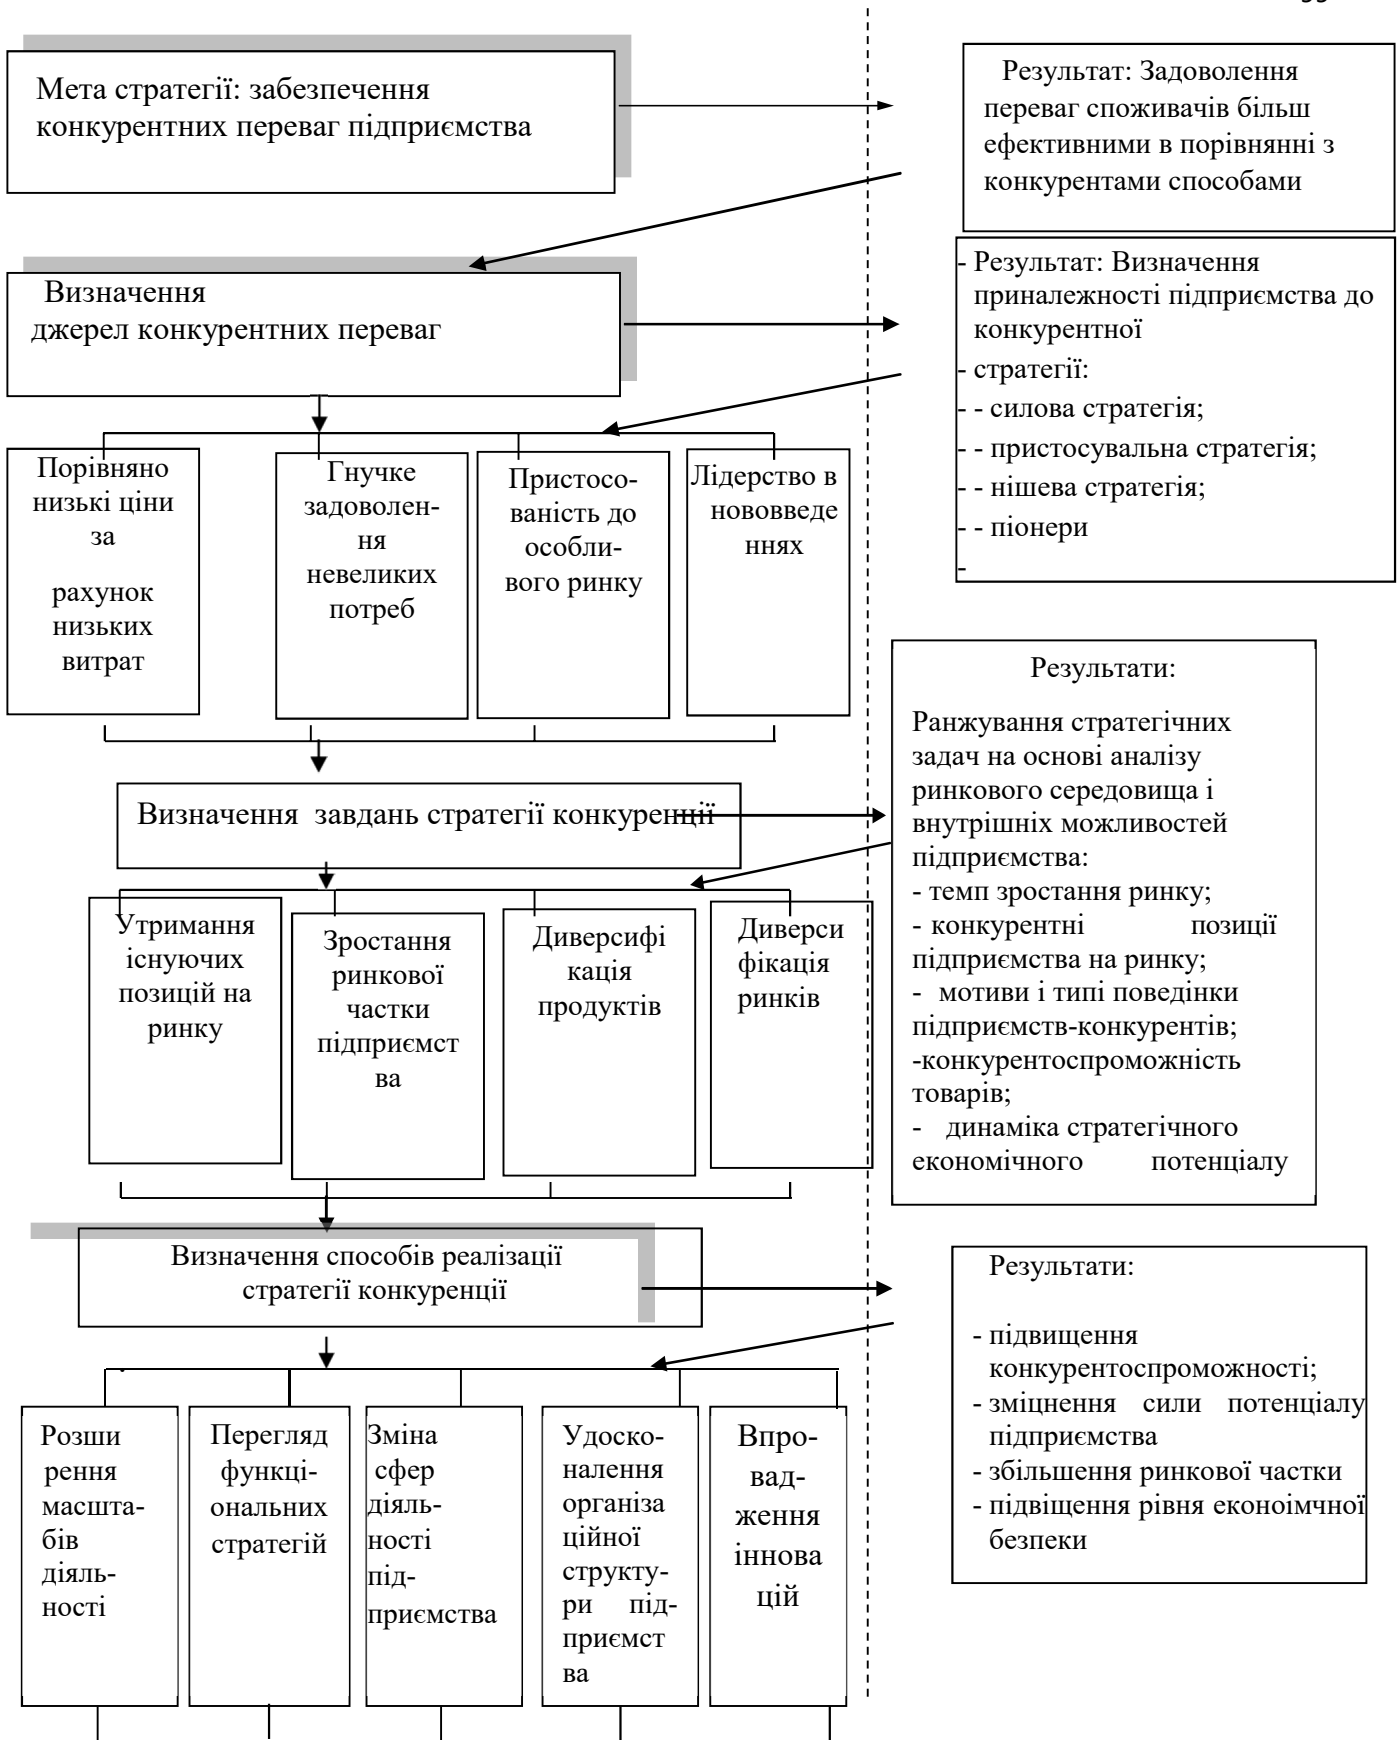 Мета стратегії: забезпечення
конкурентних переваг підприємства
Результат: Задоволення
переваг споживачів більш
ефективними в порівнянні з
конкурентами способами
Визначення
джерел конкурентних переваг
- Результат: Визначення
приналежності підприємства до
конкурентної
- стратегії:
- - силова стратегія;
- - пристосувальна стратегія;
- - нішева стратегія;
- - піонери
-
Порівняно
низькі ціни
за
рахунок
низьких
витрат
Гнучке
задоволен-
ня
невеликих
потреб
Пристосо-
ваність до
особли-
вого ринку
Лідерство в
нововведе
ннях
Визначення завдань стратегії конкуренції
Результати:
Ранжування стратегічних
задач на основі аналізу
ринкового середовища і
внутрішніх можливостей
підприємства:
- темп зростання ринку;
- конкурентні позиції
підприємства на ринку;
- мотиви і типі поведінки
підприємств-конкурентів;
-конкурентоспроможність
товарів;
- динаміка стратегічного
економічного потенціалу
Утримання
існуючих
позицій на
ринку
Зростання
ринкової
частки
підприємст
ва
Диверсифі
кація
продуктів
Диверси
фікація
ринків
Визначення способів реалізації
стратегії конкуренції
Результати:
- підвищення
конкурентоспроможності;
- зміцнення сили потенціалу
підприємства
- збільшення ринкової частки
- підвіщення рівня еконоімчної
безпеки
Розши
рення
масшта-
бів
діяль-
ності
Перегляд
функці-
ональних
стратегій
Зміна
сфер
діяль-
ності
під-
приємства
Удоско-
налення
організа
ційної
структу-
ри під-
приємст
ва
Впро-
вад-
ження
іннова
цій